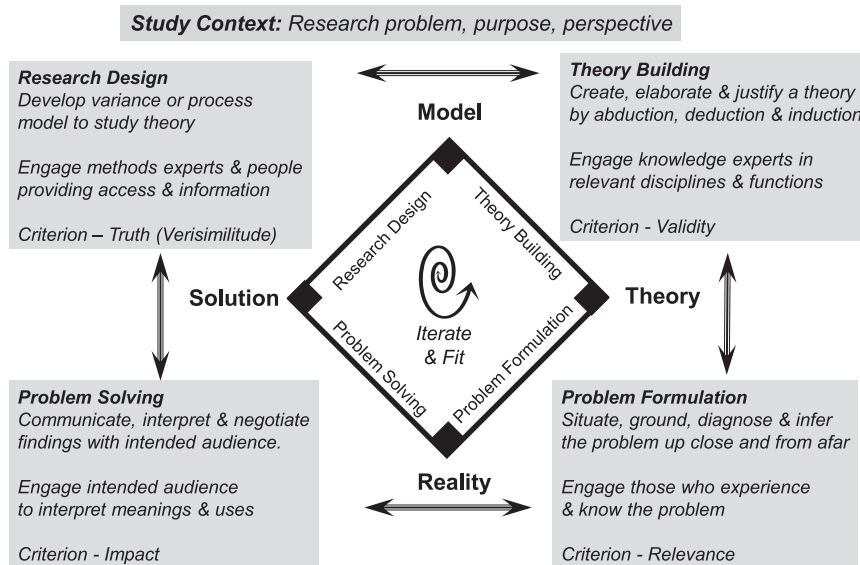 Study Context: Research problem, purpose, perspective
Research Design
Develop variance or process
model to study theory
Engage methods experts & people
providing access & information
Criterion – Truth (Verisimilitude)
Theory Building
Create, elaborate & justify a theory
by abduction, deduction & induction
Engage knowledge experts in
relevant disciplines & functions
Criterion - Validity
Model
Research Design
Theory Building
Solution
Iterate
& Fit
Theory
Problem Solving
Problem Formulation
Reality
Problem Solving
Communicate, interpret & negotiate
findings with intended audience.
Engage intended audience
to interpret meanings & uses
Criterion - Impact
Problem Formulation
Situate, ground, diagnose & infer
the problem up close and from afar
Engage those who experience
& know the problem
Criterion - Relevance